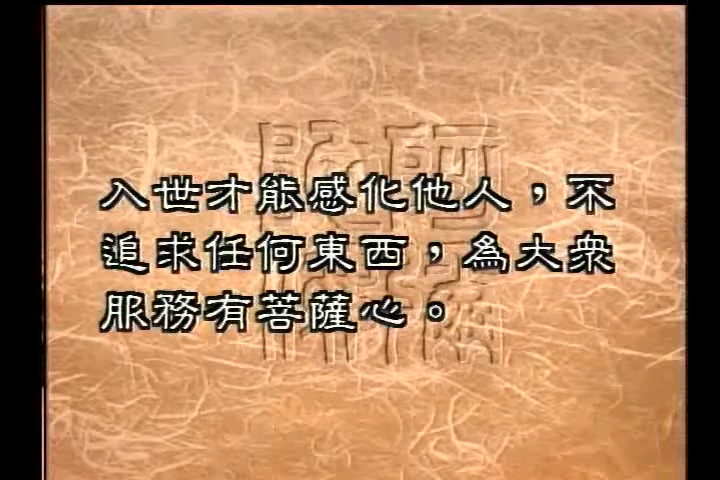 入世才能感化他人，不
追求任何東西，為大眾
服務有菩薩心。